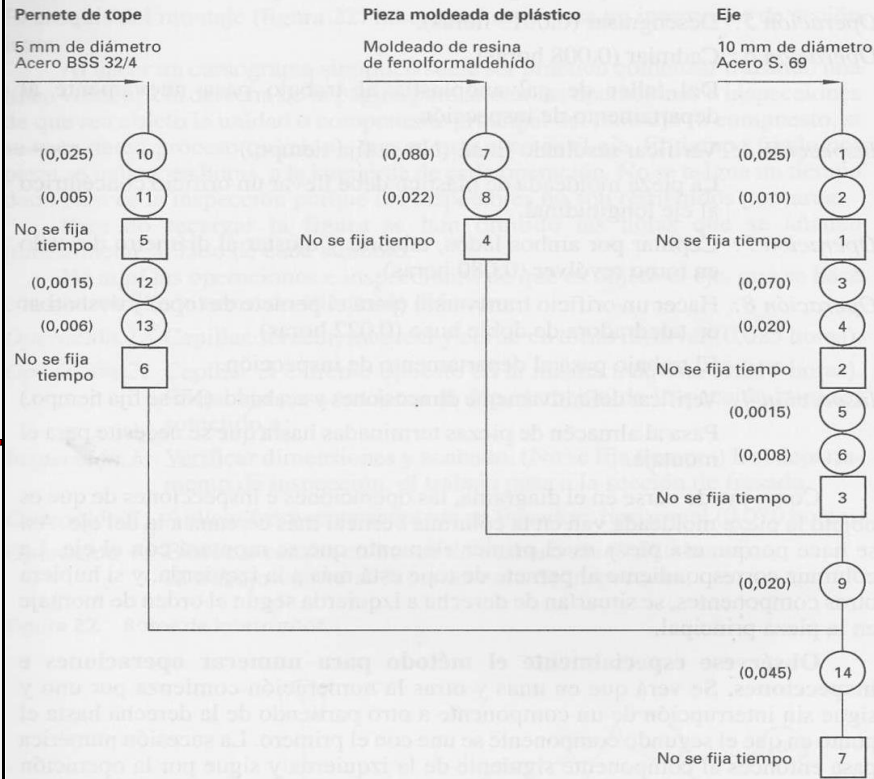 Pernete de tope
5 mm de diámetro
Acero BSS 32/4
(0,025) 10
(0,005) 11
No se fija
tiempo 5
(0,0015) 12
(0,006) 13
No se fija
tiempo 6
Pieza moldeada de plástico
Moldeado de resina
de fenolformaldehído
(0,080) 7
(0,022) 8
No se fija tiempo 4
Eje
10 mm de diámetro
Acero S. 69
(0,025) 1
(0,010) 2
No se fija tiempo 1
(0,070) 3
(0,020) 4
No se fija tiempo 2
(0,0015) 5
(0,008) 6
No se fija tiempo 3
(0,020) 9
(0,045) 14
No se fija tiempo